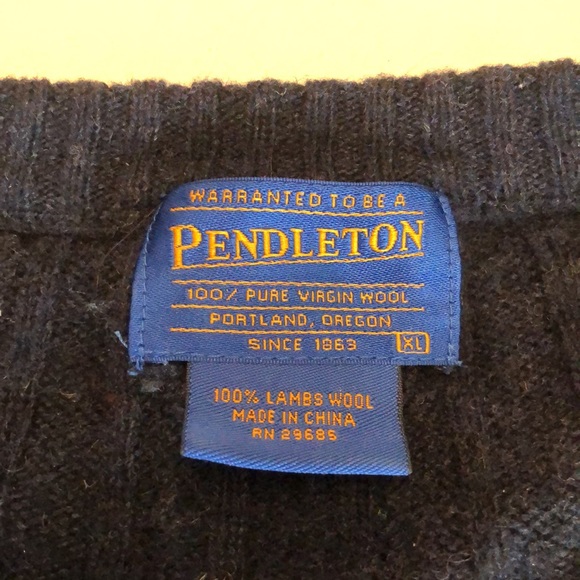 WARRANTED TO BE A
PENDLETON
100% PURE VIRGIN WOOL
PORTLAND, OREGON
SINCE 1863 XL
100% LAMBS WOOL
MADE IN CHINA
RN 29685